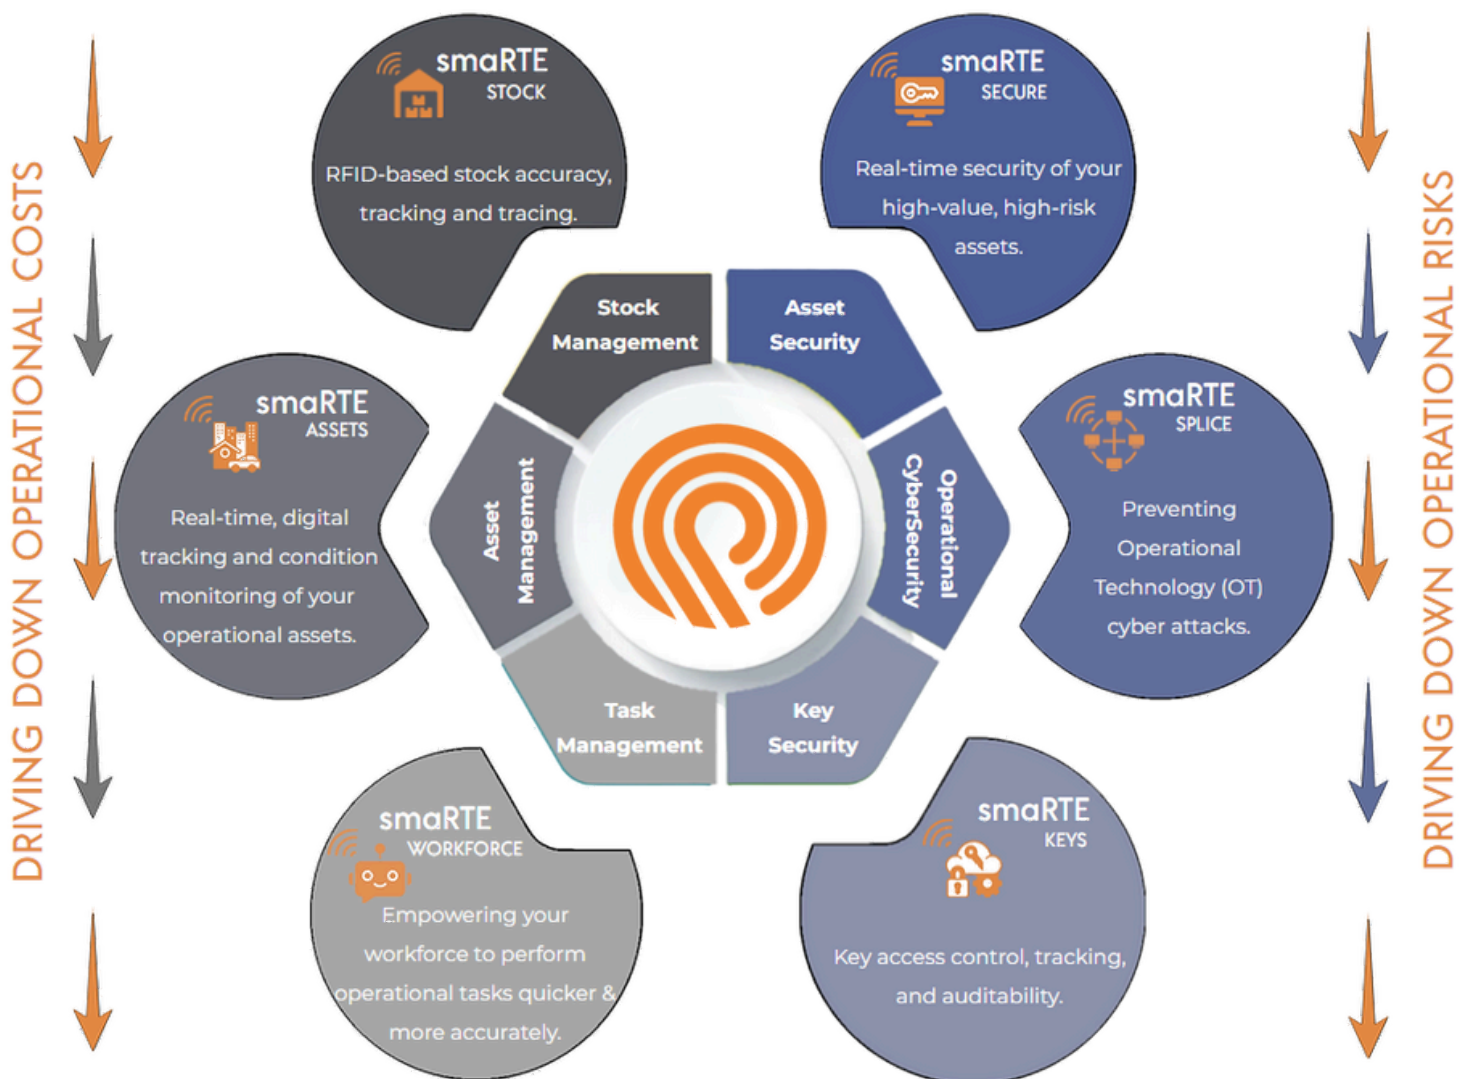 DRIVING DOWN OPERATIONAL COSTS
smaRTE
STOCK
RFID-based stock accuracy,
tracking and tracing.
smaRTE
SECURE
Real-time security of your
high-value, high-risk
assets.
Stock
Management
Asset
Security
smaRTE
ASSETS
Real-time, digital
tracking and condition
monitoring of your
operational assets.
Asset
Management
Operational
CyberSecurity
smaRTE
SPLICE
Preventing
Operational
Technology (OT)
cyber attacks.
Task
Management
Key
Security
smaRTE
WORKFORCE
Empowering your
workforce to perform
operational tasks quicker &
more accurately.
smaRTE
KEYS
Key access control, tracking,
and auditability.
DRIVING DOWN OPERATIONAL RISKS